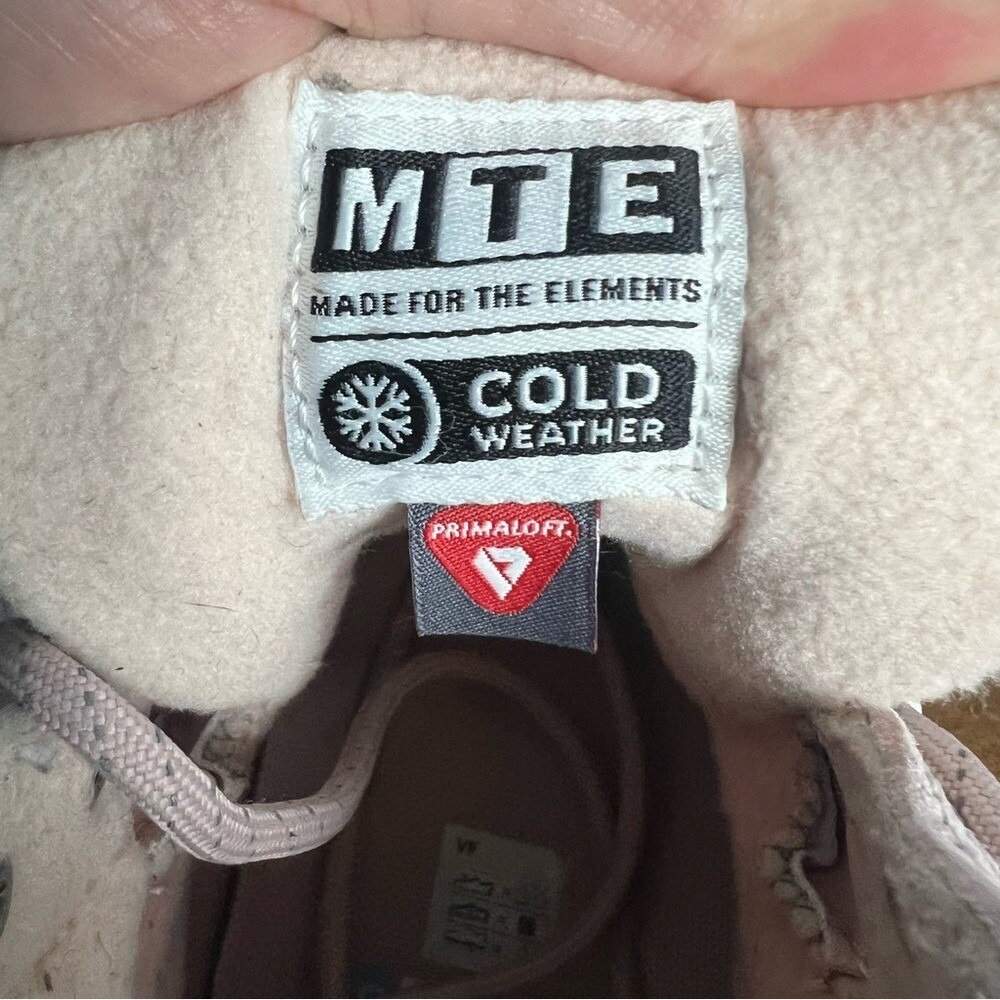 MTE
MADE FOR THE ELEMENTS
COLD
WEATHER
PRIMALOFT.